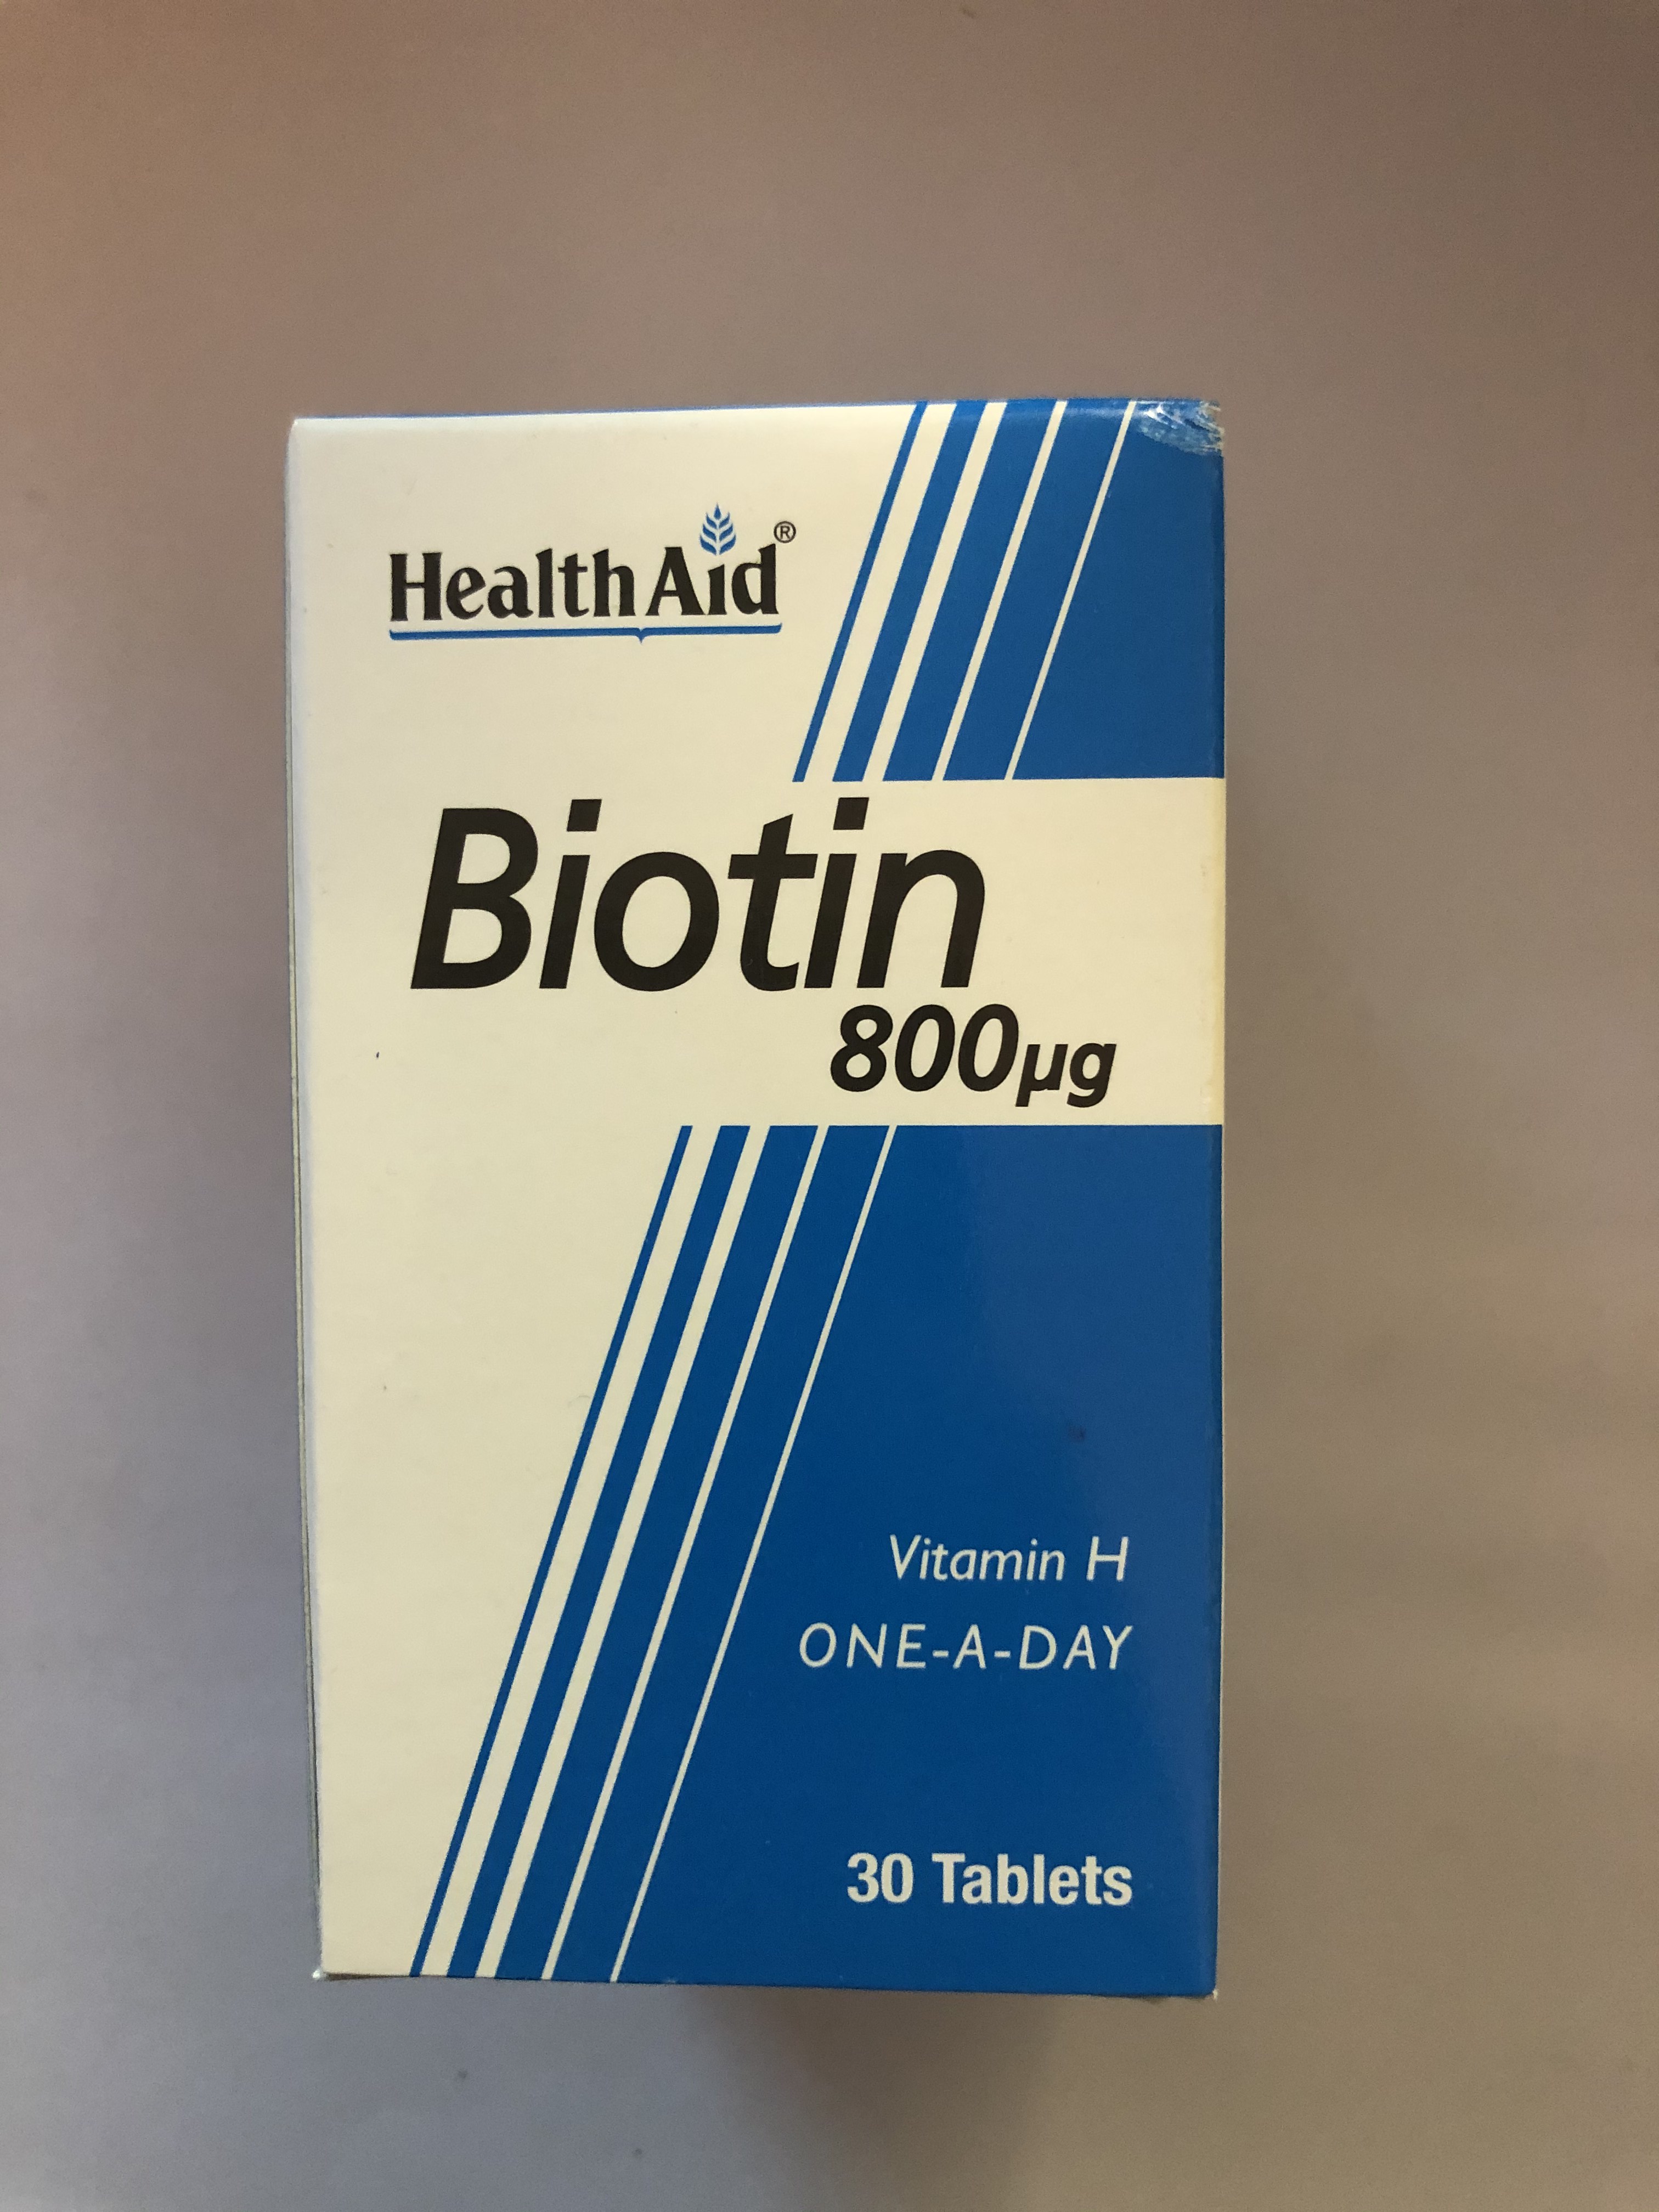 HealthAid®
Biotin
800µg
Vitamin H
ONE-A-DAY
30 Tablets